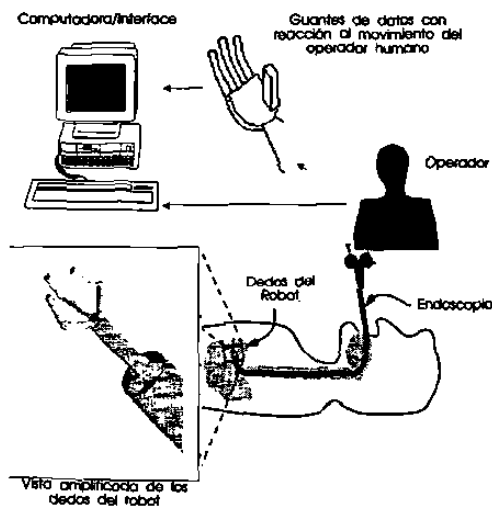 Computadora/Interface
Guantes de datos con
reacción al movimiento del
operador humano
Operador
Dedos del
Robot
Endoscopio
Vista amplificada de los
dedos del robot